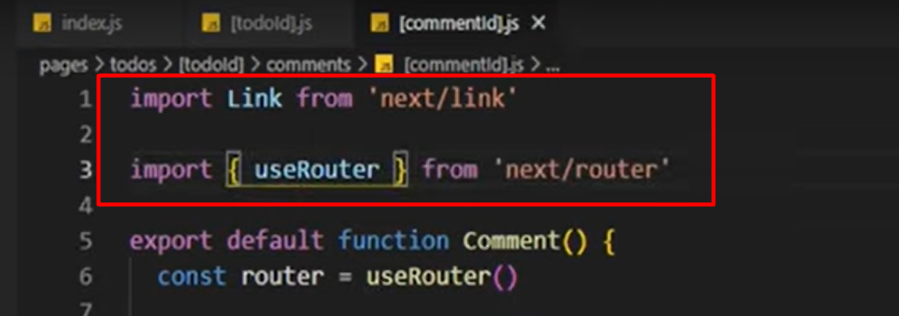 index.js [todoId].js [commentId].js ×
pages > todos > [todoId] > comments > [commentId].js > ...
1 import Link from 'next/link'
2
3 import { useRouter } from 'next/router'
4
5 export default function Comment() {
6 const router = useRouter()
7